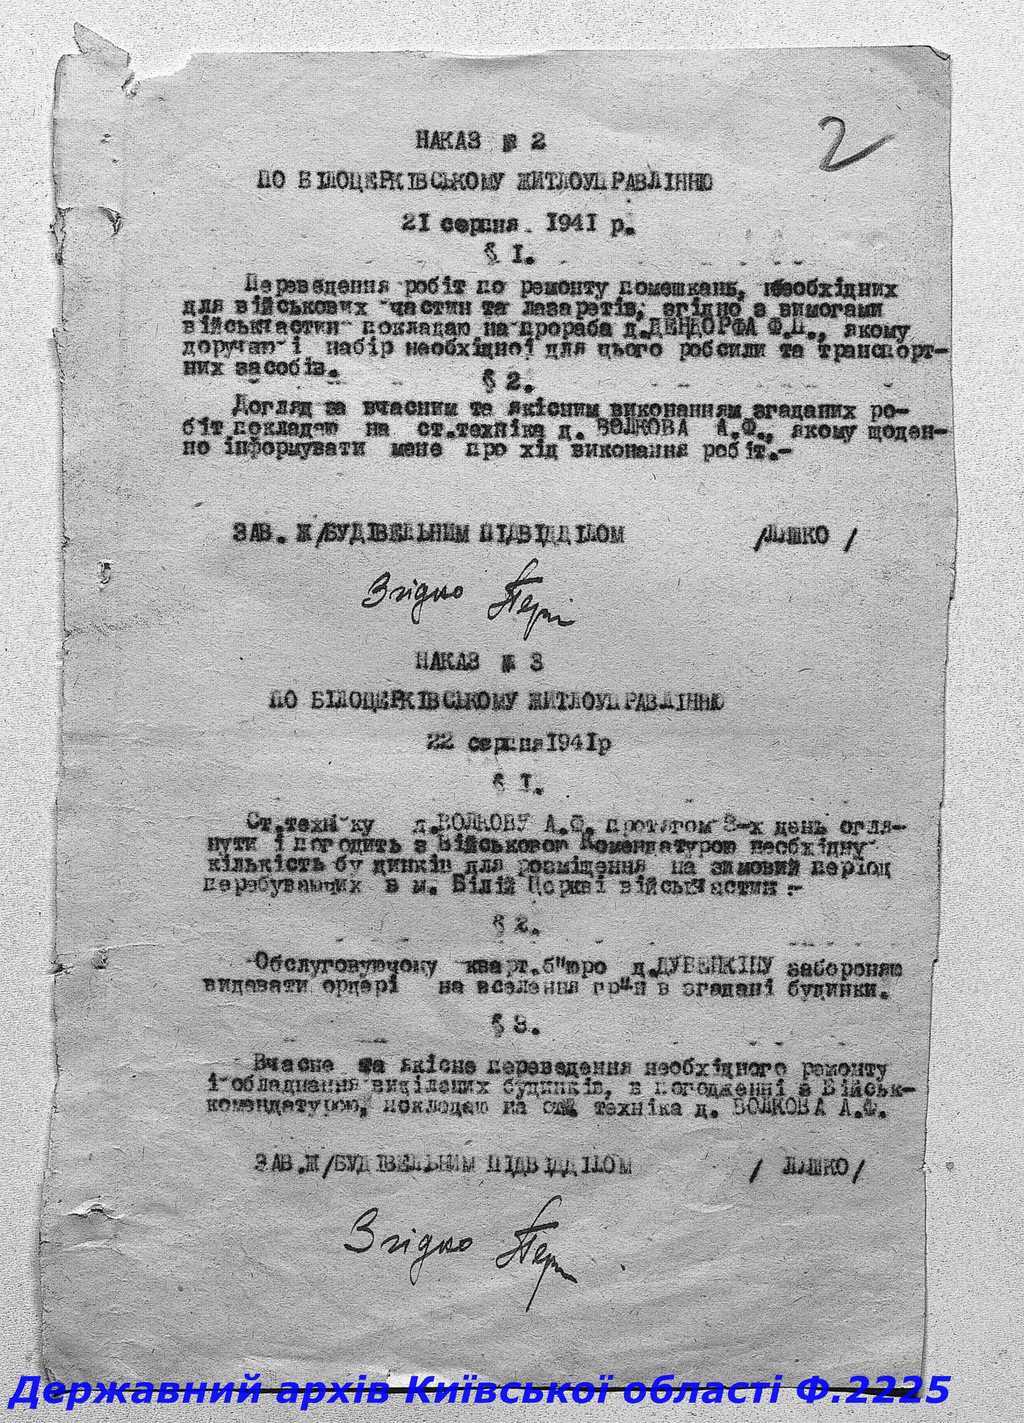 2
НАКАЗ № 2
ПО БІЛОЦЕРКІВСЬКОМУ ЖИТЛОУПРАВЛІННЮ
21 серпня 1941 р.
§ І.
Переведення робіт по ремонту помешкань, необхідних
для військових частин та лазаретів, згідно з вимогами
військчастин покладаю на прораба д.ДЕНДОРФА Ф.П., якому
доручаю і набір необхідної для цього робсили та транспорт-
них засобів.
§ 2.
Догляд за вчасним та якісним виконанням згаданих ро-
біт покладаю на ст.техніка д. ВОЛКОВА А.Ф., якому щоден-
но інформувати мене про хід виконання робіт.-
ЗАВ. Ж/БУДІВЕЛЬНИМ ПІДВІДДІЛОМ /ЛЯШКО /
Згідно
НАКАЗ № 3
ПО БІЛОЦЕРКІВСЬКОМУ ЖИТЛОУПРАВЛІННЮ
22 серпня 1941р
§ І.
Ст.техніку д.ВОЛКОВУ А.Ф. протягом 3-х день огля-
нути і погодить з Військовою Комендатурою необхідну
кількість будинків для розміщення на зимовий період
перебуваючих в м. Білій Церкві військчастин :-
§ 2.
Обслуговуючому кварт.б"юро д. забороняю
видавати ордері на вселення гр"н в згадані будинки.
§ 3.
Вчасне та якісне переведення необхідного ремонту
і обладнання виділених будинків, в погодженні з Військ-
комендатурою, покладаю на ст. техніка д. ВОЛКОВА А.Ф.
ЗАВ.Ж/БУДІВЕЛЬНИМ ПІДВІДДІЛОМ / ЛЯШКО/
Згідно
Державний архів Київської області Ф.2225